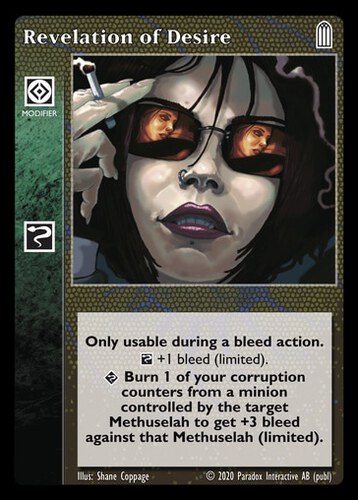 Revelation of Desire
MODIFIER
Only usable during a bleed action.
+1 bleed (limited).
Burn 1 of your corruption
counters from a minion
controlled by the target
Methuselah to get +3 bleed
against that Methuselah (limited).
Illus: Shane Coppage
© 2020 Paradox Interactive AB (publ)